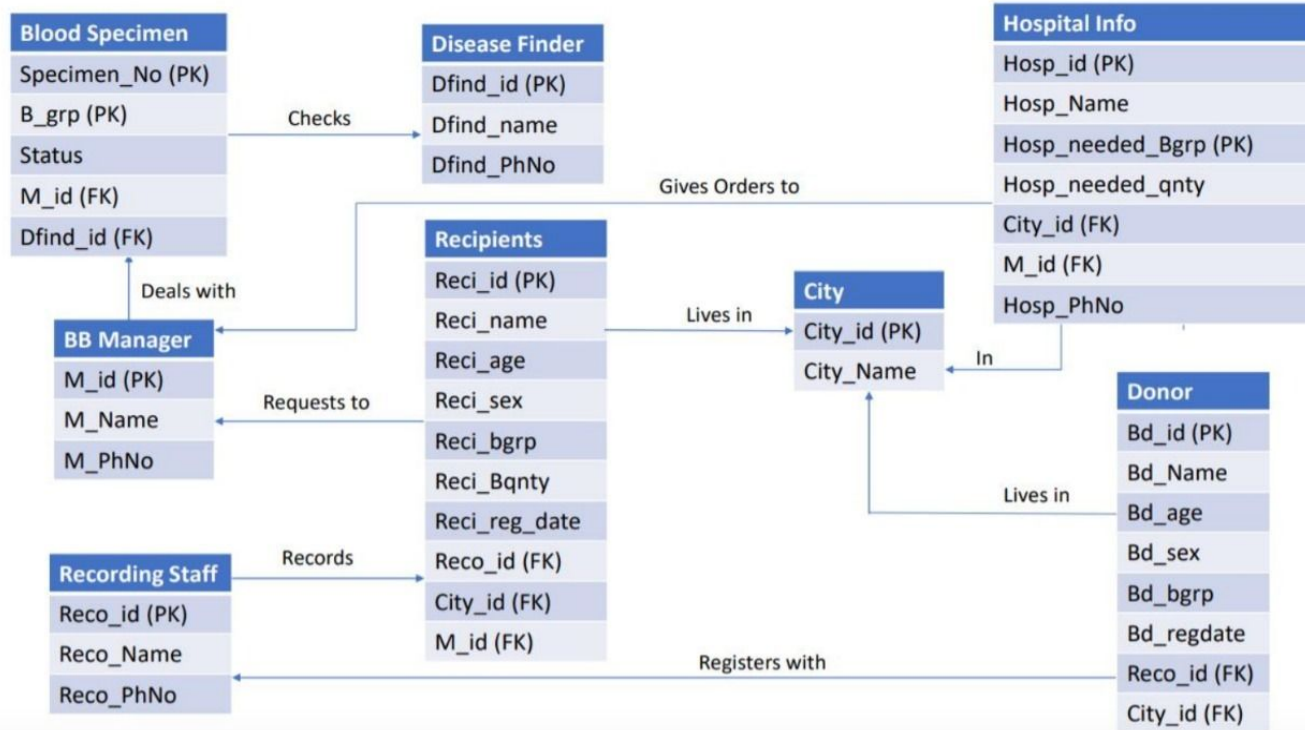 Blood Specimen
Specimen_No (PK)
B_grp (PK)
Status
M_id (FK)
Dfind_id (FK)
Checks
Disease Finder
Dfind_id (PK)
Dfind_name
Dfind_PhNo
Hospital Info
Hosp_id (PK)
Hosp_Name
Hosp_needed_Bgrp (PK)
Hosp_needed_qnty
City_id (FK)
M_id (FK)
Hosp_PhNo
Gives Orders to
Deals with
BB Manager
M_id (PK)
M_Name
M_PhNo
Requests to
Recipients
Reci_id (PK)
Reci_name
Reci_age
Reci_sex
Reci_bgrp
Reci_Bqnty
Reci_reg_date
Reco_id (FK)
City_id (FK)
M_id (FK)
Lives in
City
City_id (PK)
City_Name
In
Donor
Bd_id (PK)
Bd_Name
Bd_age
Bd_sex
Bd_bgrp
Bd_regdate
Reco_id (FK)
City_id (FK)
Lives in
Recording Staff
Reco_id (PK)
Reco_Name
Reco_PhNo
Records
Registers with